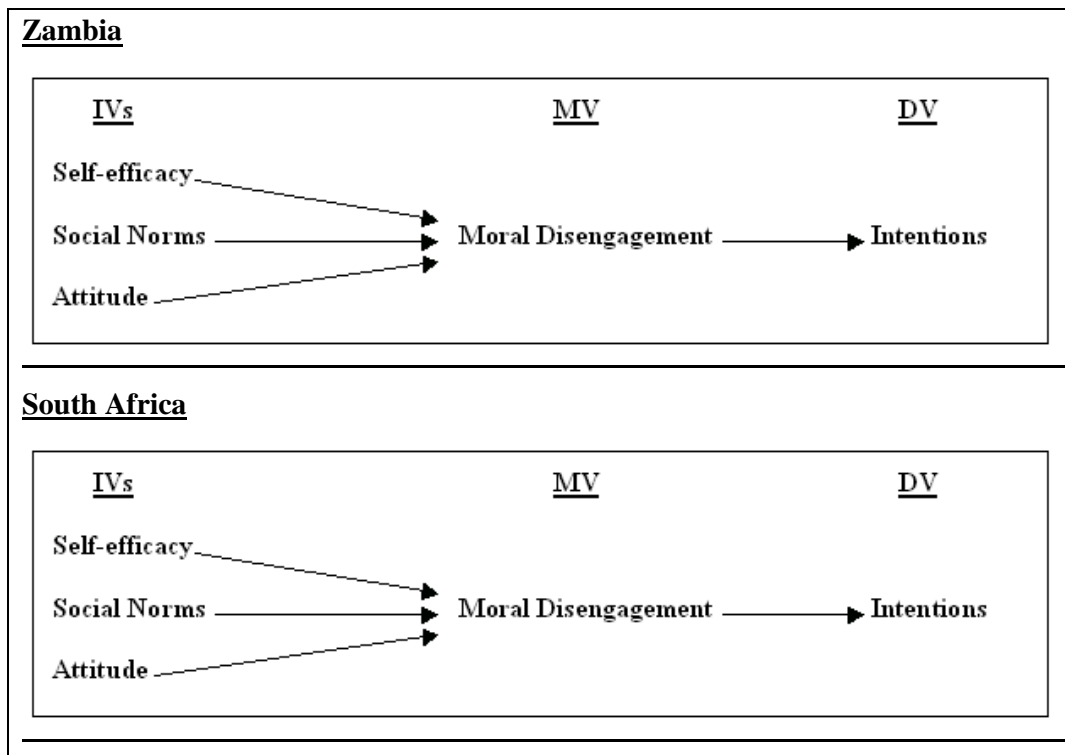 Zambia
IVs MV DV
Self-efficacy
Social Norms Moral Disengagement Intentions
Attitude
South Africa
IVs MV DV
Self-efficacy
Social Norms Moral Disengagement Intentions
Attitude